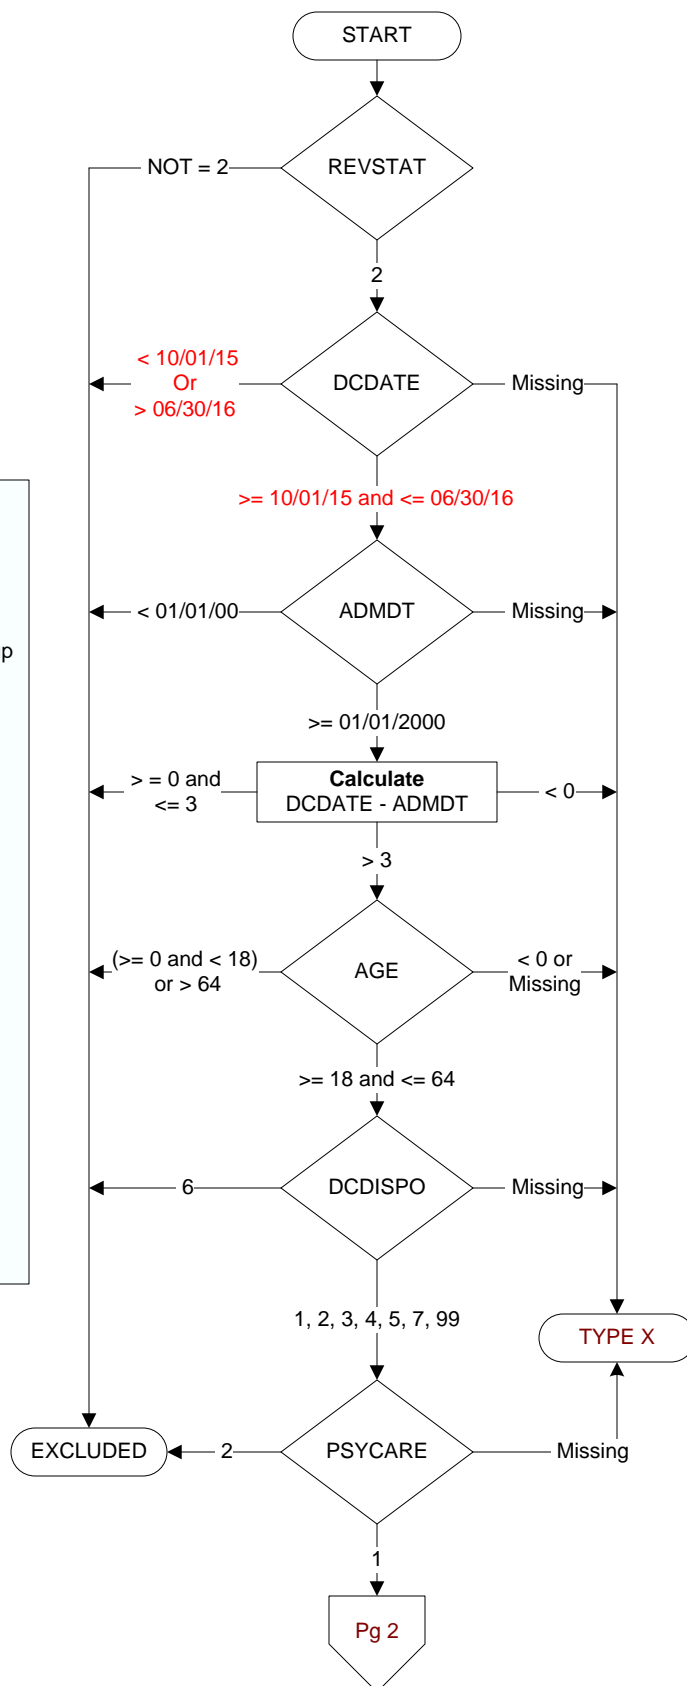 START
REVSTAT
NOT = 2
2
< 10/01/15
Or
> 06/30/16
DCDATE
Missing
>= 10/01/15 and <= 06/30/16
< 01/01/00
ADMDT
Missing
p
>= 01/01/2000
> = 0 and
<= 3
Calculate
DCDATE - ADMDT
< 0
> 3
(>= 0 and < 18)
or > 64
AGE
< 0 or
Missing
>= 18 and <= 64
6
DCDISPO
Missing
1, 2, 3, 4, 5, 7, 99
TYPE X
EXCLUDED
2
PSYCARE
Missing
1
Pg 2